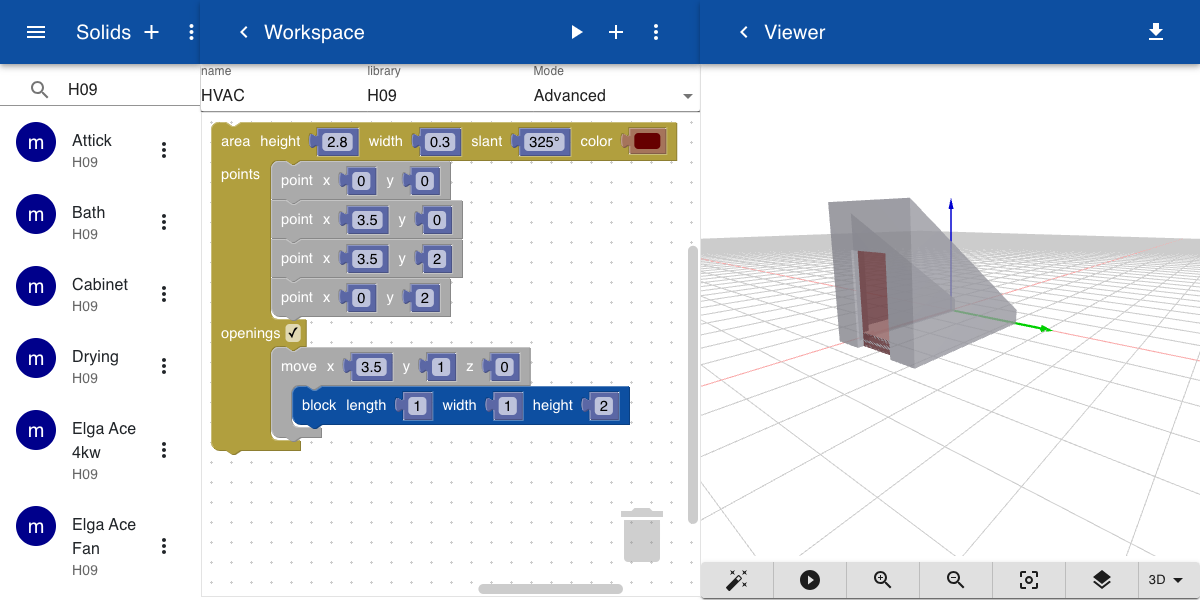 Solids
Workspace
Viewer
H09
name
library
Mode
HVAC
H09
Advanced
m
Attick
H09
m
Bath
H09
m
Cabinet
H09
m
Drying
H09
m
Elga Ace
4kw
H09
m
Elga Ace
Fan
H09
area height 2.8 width 0.3 slant 325° color
points
point x 0 y 0
point x 3.5 y 0
point x 3.5 y 2
point x 0 y 2
openings ✓
move x 3.5 y 1 z 0
block length 1 width 1 height 2
3D